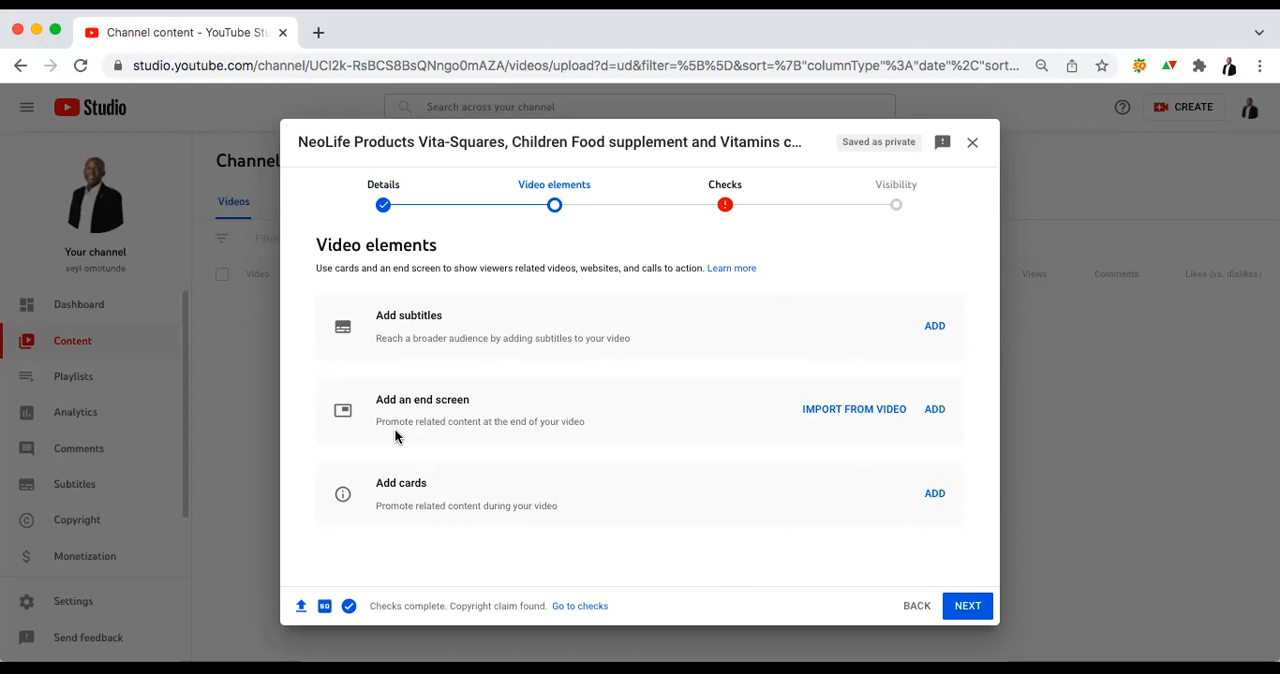 Channel content - YouTube Stu
studio.youtube.com/channel/UCI2k-RsBCS8BsQNngo0mAZA/videos/upload?d=ud&filter=%5B%5D&sort=%7B"columnType"%3A"date"%2C"sort...
Studio
Search across your channel
CREATE
Your channel
seyi omotunde
Dashboard
Content
Playlists
Analytics
Comments
Subtitles
Copyright
Monetization
Settings
Send feedback
Channel
Videos
Filter
Video
Views
Comments
Likes (vs. dislikes)
NeoLife Products Vita-Squares, Children Food supplement and Vitamins c...
Saved as private
Details
Video elements
Checks
Visibility
Video elements
Use cards and an end screen to show viewers related videos, websites, and calls to action. Learn more
Add subtitles
Reach a broader audience by adding subtitles to your video
ADD
Add an end screen
Promote related content at the end of your video
IMPORT FROM VIDEO
ADD
Add cards
Promote related content during your video
ADD
Checks complete. Copyright claim found. Go to checks
BACK
NEXT